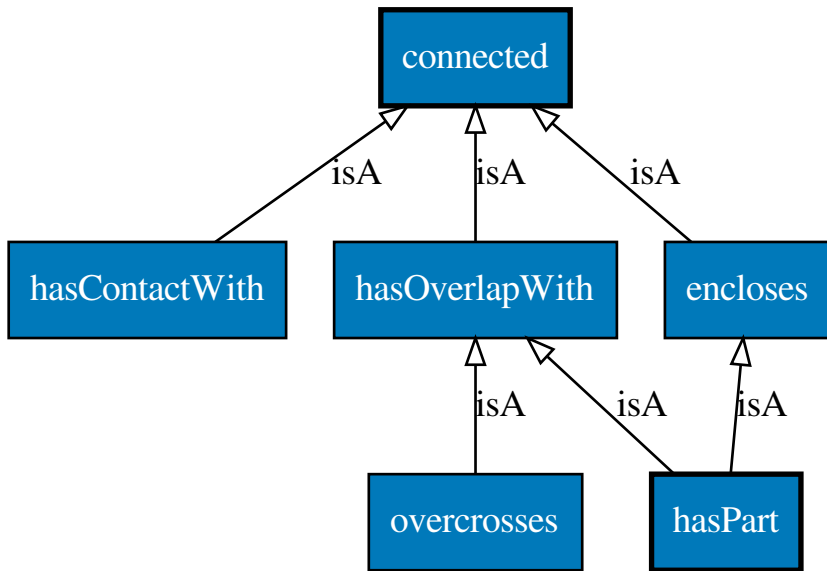 connected
isA
isA
isA
hasContactWith
hasOverlapWith
encloses
isA
isA
isA
overcrosses
hasPart